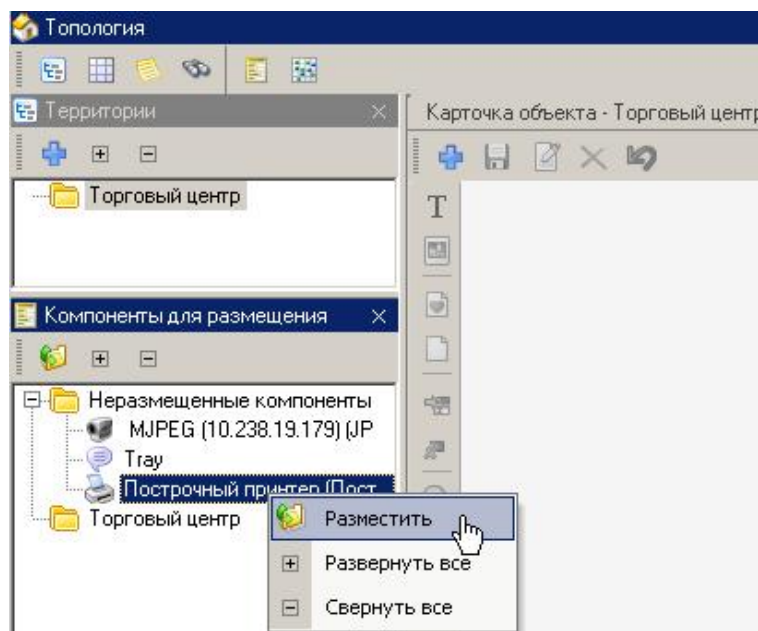 Топология
Территории
Карточка объекта - Торговый центр
Торговый центр
T
Компоненты для размещения
Неразмещенные компоненты
MJPEG (10.238.19.179) (JP
Tray
Построчный принтер (Пост
Торговый центр
Разместить
Развернуть все
Свернуть все